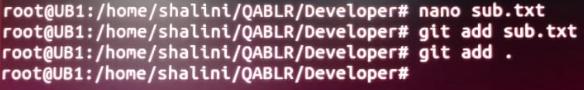 root@UB1:/home/shalini/QABLR/Developer# nano sub.txt
root@UB1:/home/shalini/QABLR/Developer# git add sub.txt
root@UB1:/home/shalini/QABLR/Developer# git add .
root@UB1:/home/shalini/QABLR/Developer#